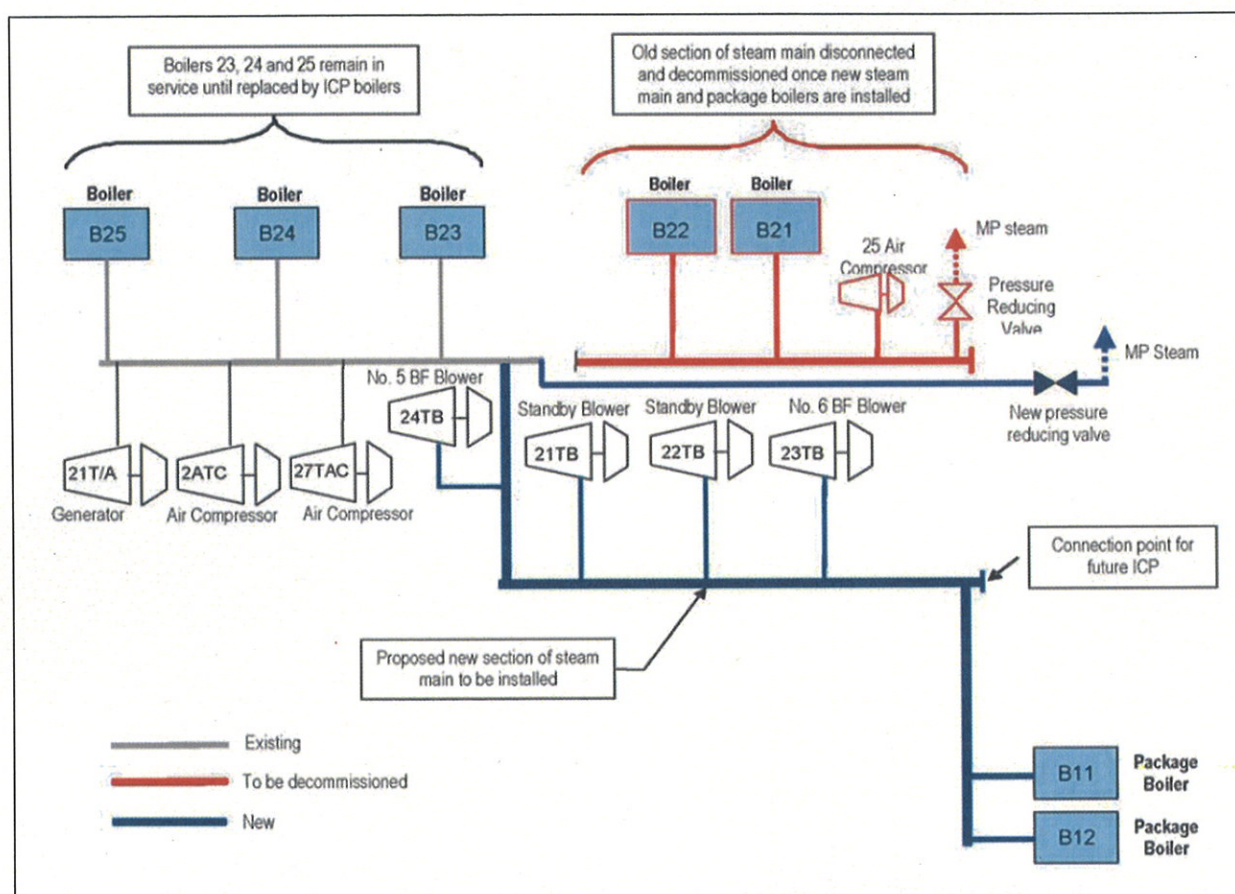 Boilers 23, 24 and 25 remain in
service until replaced by ICP boilers
Old section of steam main disconnected
and decommissioned once new steam
main and package boilers are installed
Boiler
B25
Boiler
B24
Boiler
B23
Boiler
B22
Boiler
B21
25 Air
Compressor
MP steam
Pressure
Reducing
Valve
MP Steam
New pressure
reducing valve
No. 5 BF Blower
24TB
Standby Blower
21TB
Standby Blower
22TB
No. 6 BF Blower
23TB
21T/A
Generator
2ATC
Air Compressor
27TAC
Air Compressor
Connection point for
future ICP
Proposed new section of steam
main to be installed
Existing
To be decommissioned
New
B11
Package
Boiler
B12
Package
Boiler